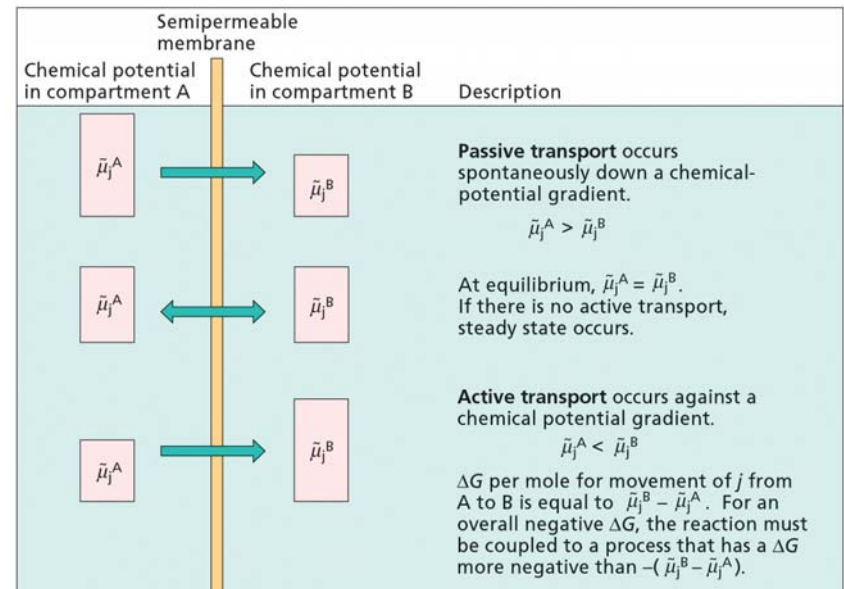 Semipermeable
membrane
Chemical potential
in compartment A
Chemical potential
in compartment B
Description
μ̃ⱼᴬ
μ̃ⱼᴮ
Passive transport occurs
spontaneously down a chemical-
potential gradient.
μ̃ⱼᴬ > μ̃ⱼᴮ
μ̃ⱼᴬ
μ̃ⱼᴮ
At equilibrium, μ̃ⱼᴬ = μ̃ⱼᴮ.
If there is no active transport,
steady state occurs.
μ̃ⱼᴬ
μ̃ⱼᴮ
Active transport occurs against a
chemical potential gradient.
μ̃ⱼᴬ < μ̃ⱼᴮ
ΔG per mole for movement of j from
A to B is equal to μ̃ⱼᴮ – μ̃ⱼᴬ. For an
overall negative ΔG, the reaction must
be coupled to a process that has a ΔG
more negative than –( μ̃ⱼᴮ – μ̃ⱼᴬ).